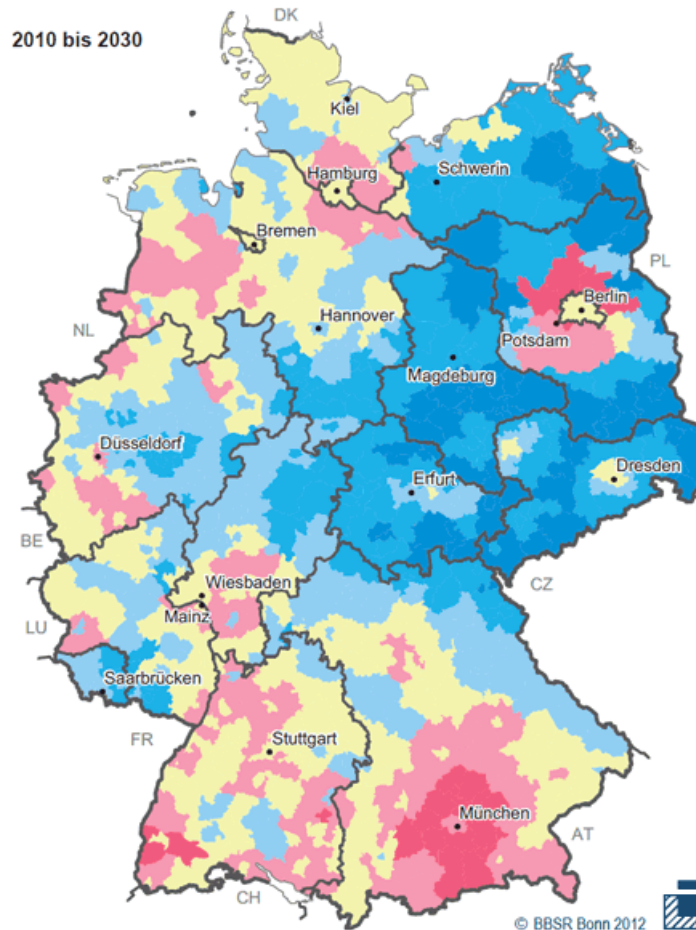 DK
2010 bis 2030
Kiel
Hamburg
Schwerin
Bremen
PL
Berlin
NL
Hannover
Potsdam
Magdeburg
Düsseldorf
Erfurt
Dresden
BE
Wiesbaden
CZ
LU
Mainz
Saarbrücken
FR
Stuttgart
München
AT
CH
© BBSR Bonn 2012